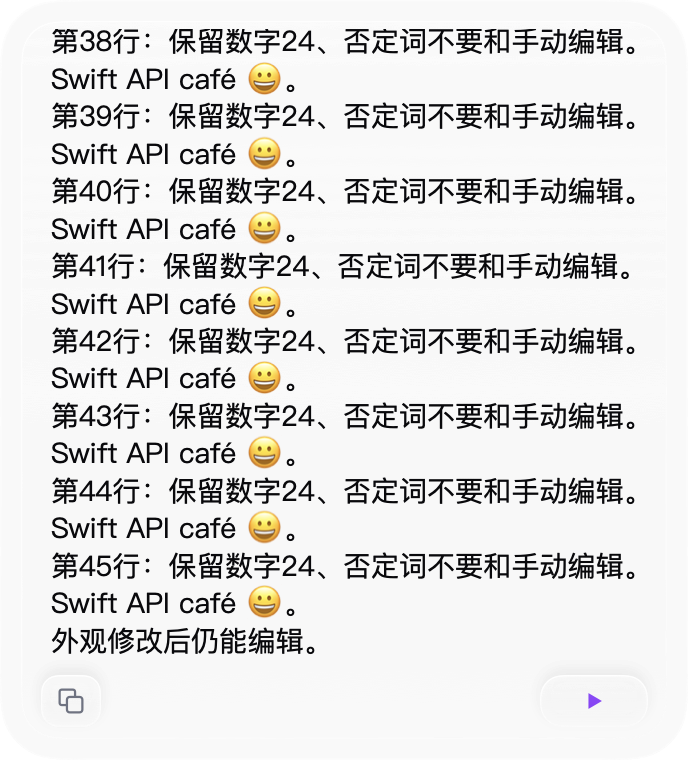 第38行：保留数字24、否定词不要和手动编辑。
Swift API café 😀。
第39行：保留数字24、否定词不要和手动编辑。
Swift API café 😀。
第40行：保留数字24、否定词不要和手动编辑。
Swift API café 😀。
第41行：保留数字24、否定词不要和手动编辑。
Swift API café 😀。
第42行：保留数字24、否定词不要和手动编辑。
Swift API café 😀。
第43行：保留数字24、否定词不要和手动编辑。
Swift API café 😀。
第44行：保留数字24、否定词不要和手动编辑。
Swift API café 😀。
第45行：保留数字24、否定词不要和手动编辑。
Swift API café 😀。
外观修改后仍能编辑。